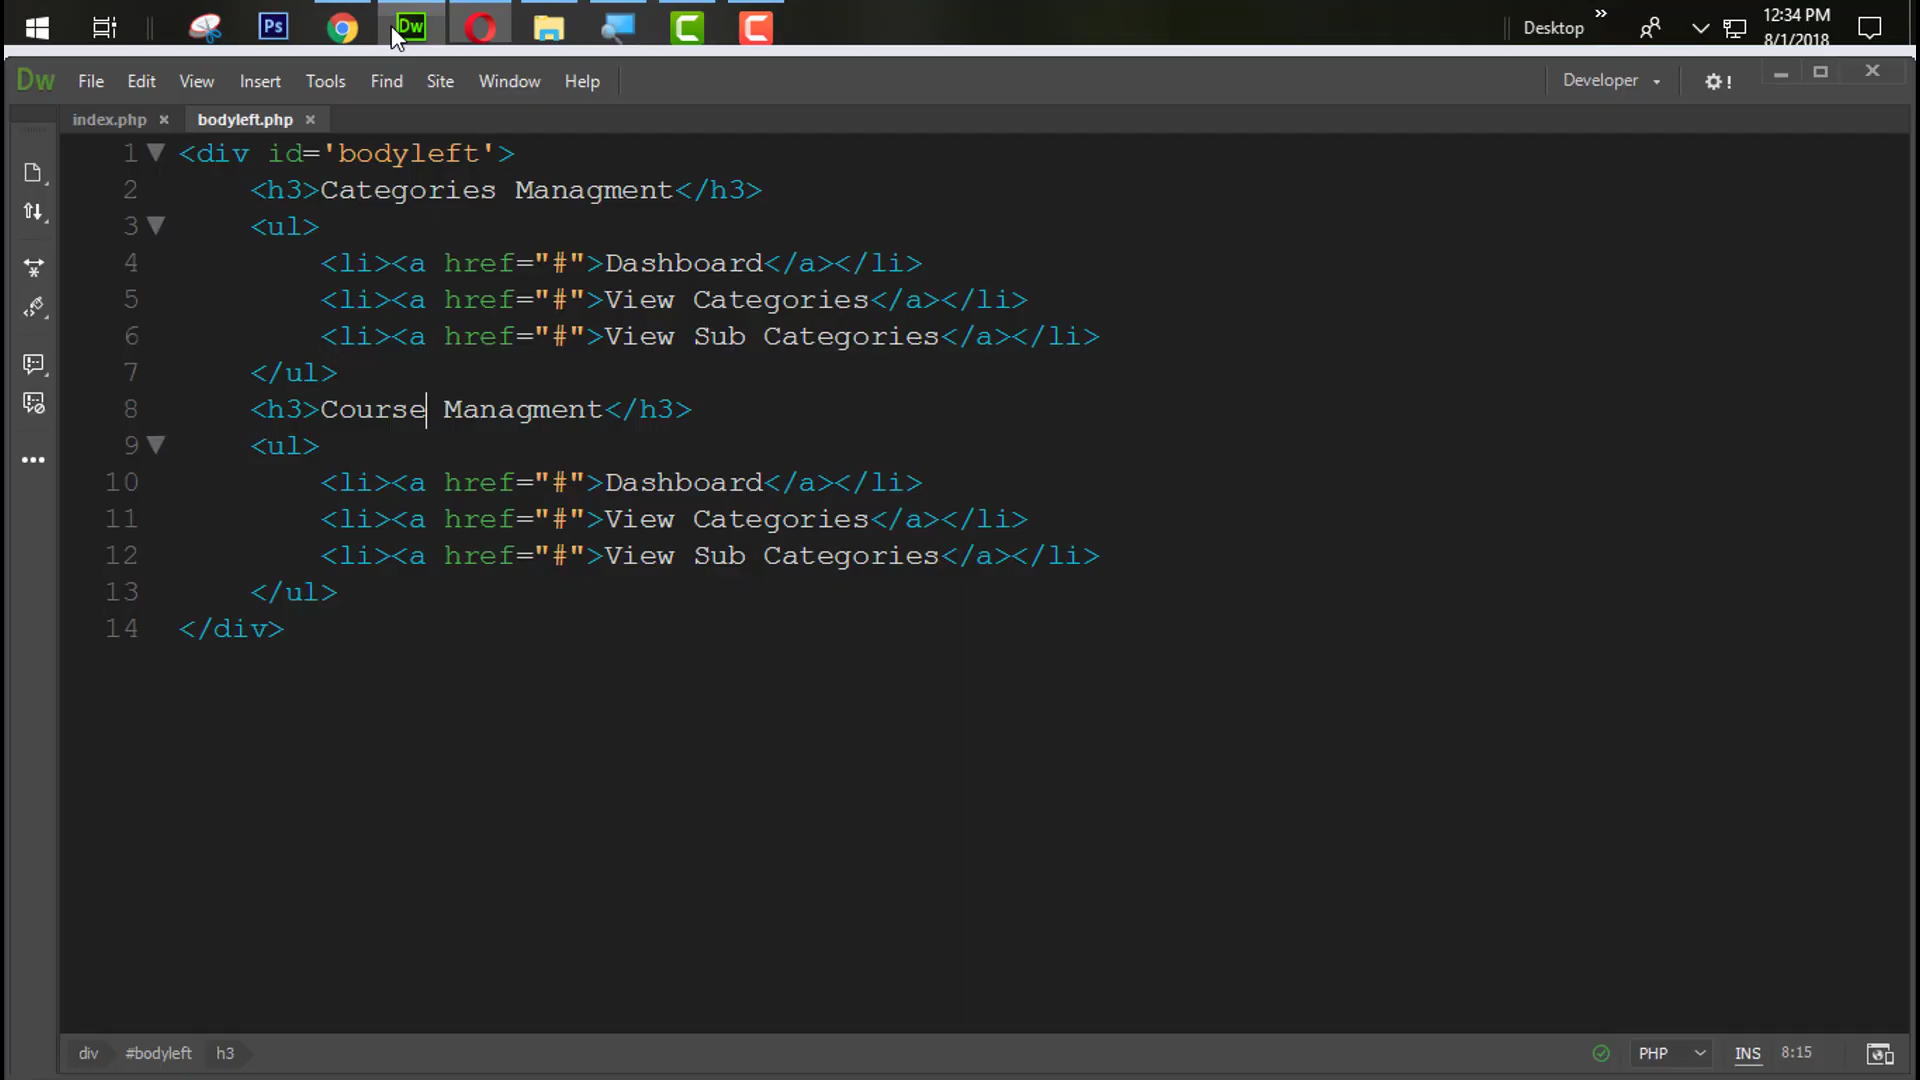 Ps
Dw
Desktop
»
12:34 PM
8/1/2018
Dw File Edit View Insert Tools Find Site Window Help
Developer
!
index.php × bodyleft.php ×
1 <div id='bodyleft'>
2 <h3>Categories Managment</h3>
3 <ul>
4 <li><a href="#">Dashboard</a></li>
5 <li><a href="#">View Categories</a></li>
6 <li><a href="#">View Sub Categories</a></li>
7 </ul>
8 <h3>Course Managment</h3>
9 <ul>
10 <li><a href="#">Dashboard</a></li>
11 <li><a href="#">View Categories</a></li>
12 <li><a href="#">View Sub Categories</a></li>
13 </ul>
14 </div>
div #bodyleft h3
PHP INS 8:15